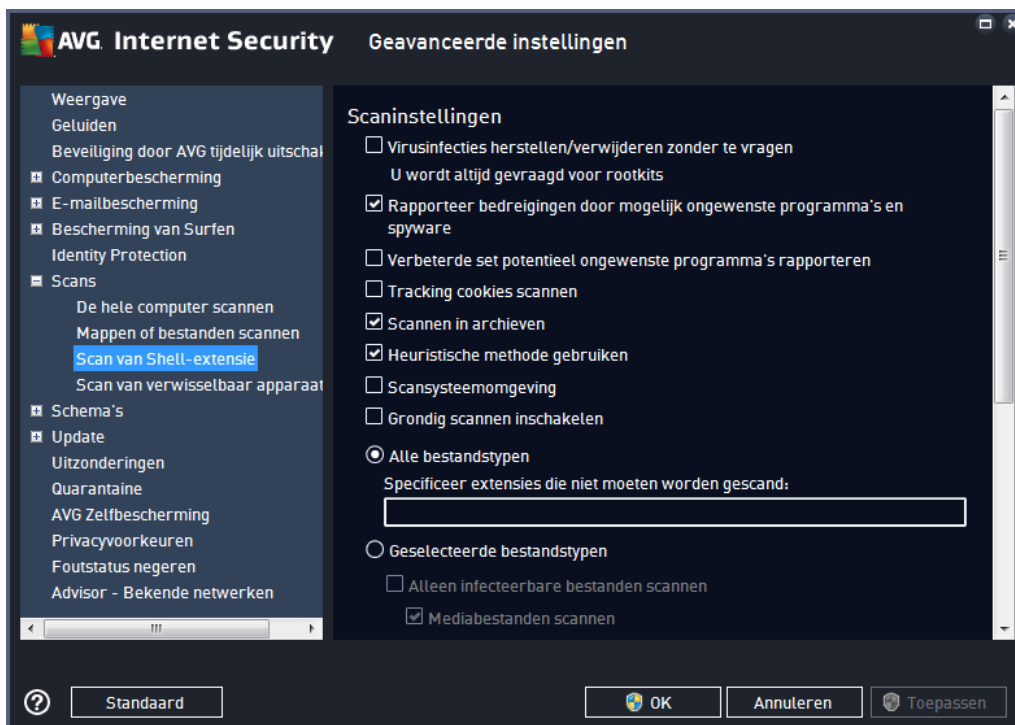 AVG Internet Security Geavanceerde instellingen
Weergave
Geluiden
Beveiliging door AVG tijdelijk uitschak
Computerbescherming
E-mailbescherming
Bescherming van Surfen
Identity Protection
Scans
De hele computer scannen
Mappen of bestanden scannen
Scan van Shell-extensie
Scan van verwisselbaar apparaat
Schema's
Update
Uitzonderingen
Quarantaine
AVG Zelfbescherming
Privacyvoorkeuren
Foutstatus negeren
Advisor - Bekende netwerken
Scaninstellingen
Virusinfecties herstellen/verwijderen zonder te vragen
U wordt altijd gevraagd voor rootkits
Rapporteer bedreigingen door mogelijk ongewenste programma's en
spyware
Verbeterde set potentieel ongewenste programma's rapporteren
Tracking cookies scannen
Scannen in archieven
Heuristische methode gebruiken
Scansysteemomgeving
Grondig scannen inschakelen
Alle bestandstypen
Specificeer extensies die niet moeten worden gescand:
Geselecteerde bestandstypen
Alleen infecteerbare bestanden scannen
Mediabestanden scannen
? Standaard OK Annuleren Toepassen